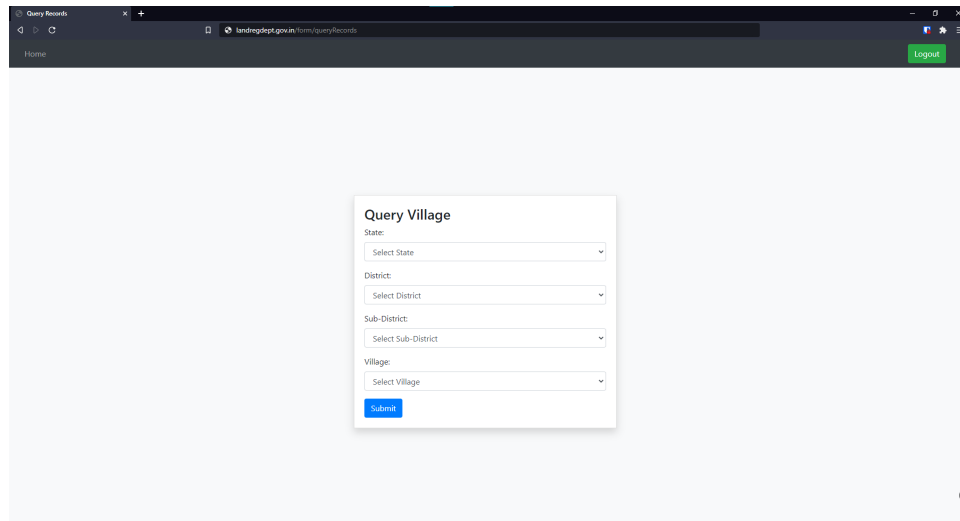 Query Records
landregdept.gov.in/form/queryRecords
Home
Logout
Query Village
State:
Select State
District:
Select District
Sub-District:
Select Sub-District
Village:
Select Village
Submit